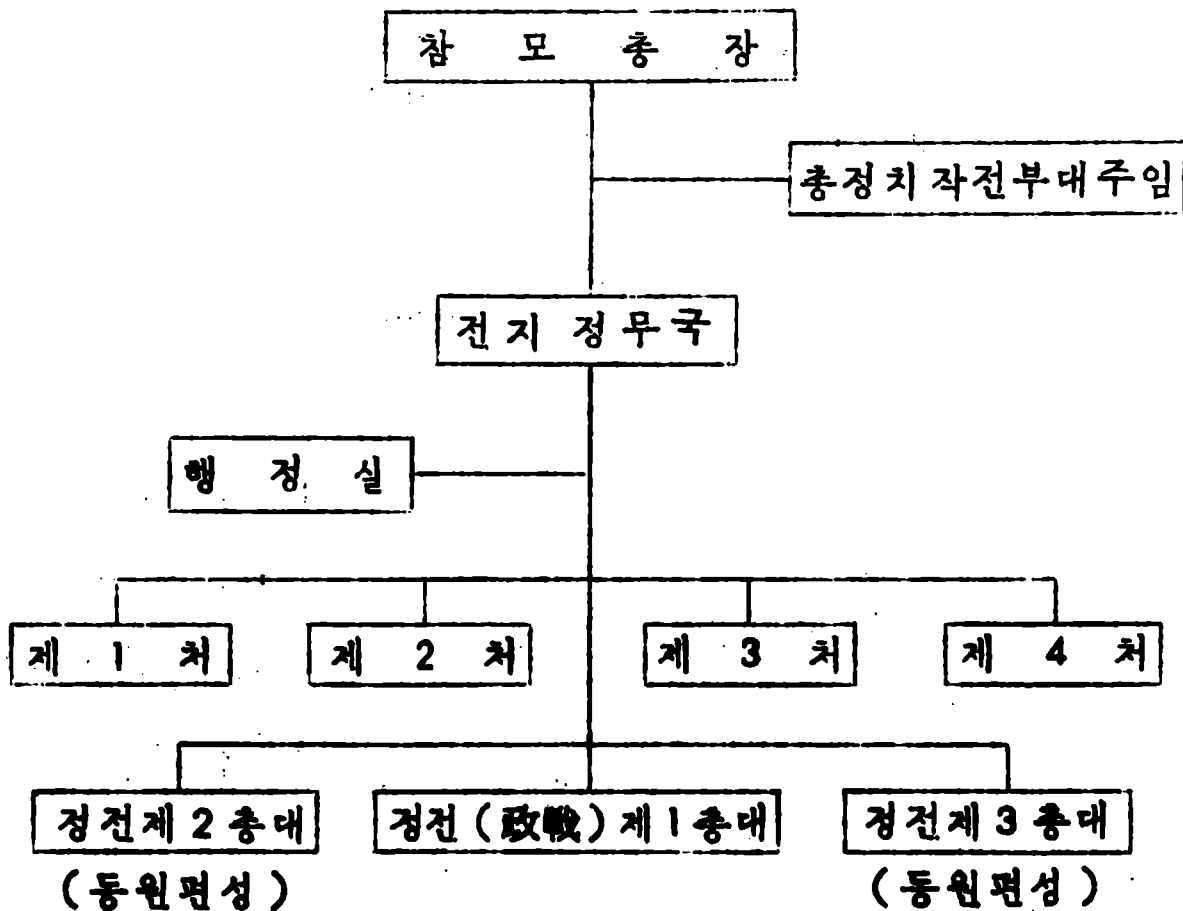 참 모 총 장
총정치작전부대주임
전지 정무국
행 정 실
제 1 처
제 2 처
제 3 처
제 4 처
정전제2총대
정전(政戰)제1총대
정전제3총대
(동원편성)
(동원편성)